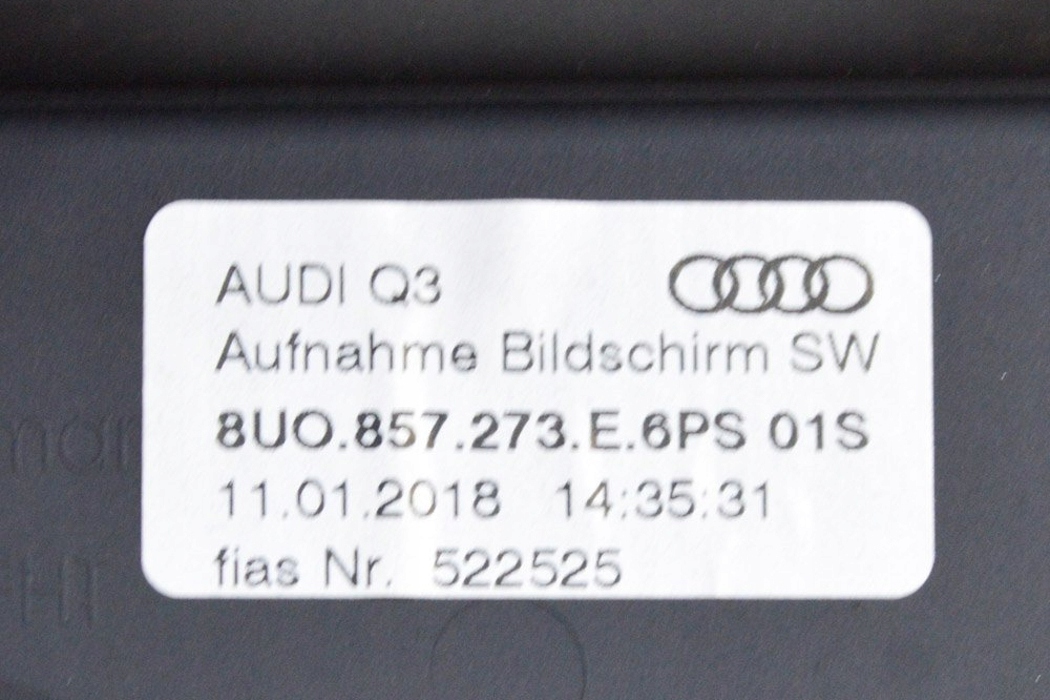 AUDI Q3
Aufnahme Bildschirm SW
8UO.857.273.E.6PS 01S
11.01.2018 14:35:31
fias Nr. 522525